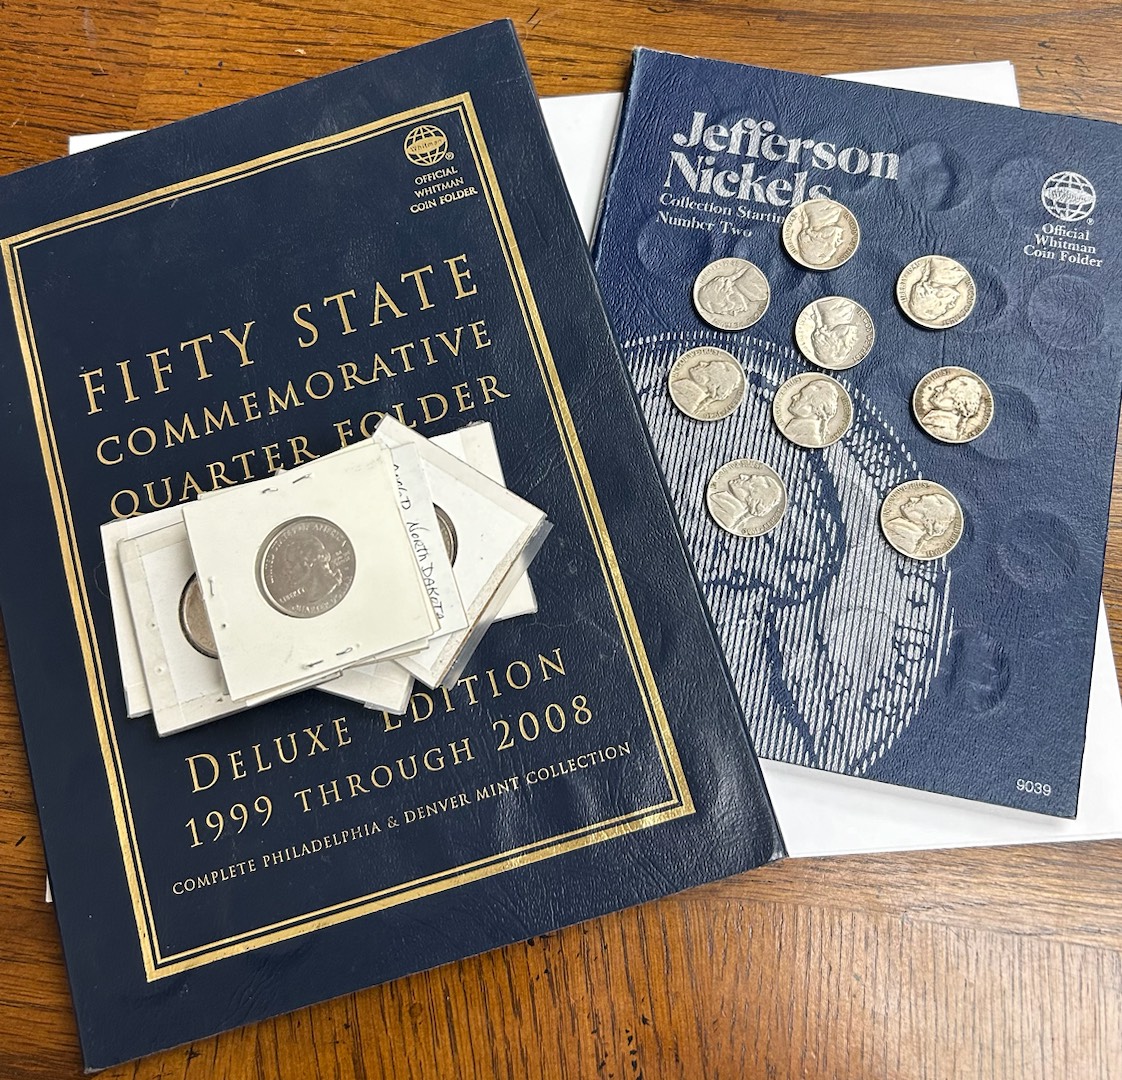 Whitman
OFFICIAL
WHITMAN
COIN FOLDER
FIFTY STATE
COMMEMORATIVE
QUARTER FOLDER
DELUXE EDITION
1999 THROUGH 2008
COMPLETE PHILADELPHIA & DENVER MINT COLLECTION
NORTH DAKOTA
LIBERTY
Jefferson
Nickels
Collection Startin
Number Two
Whitman
Official
Whitman
Coin Folder
9039